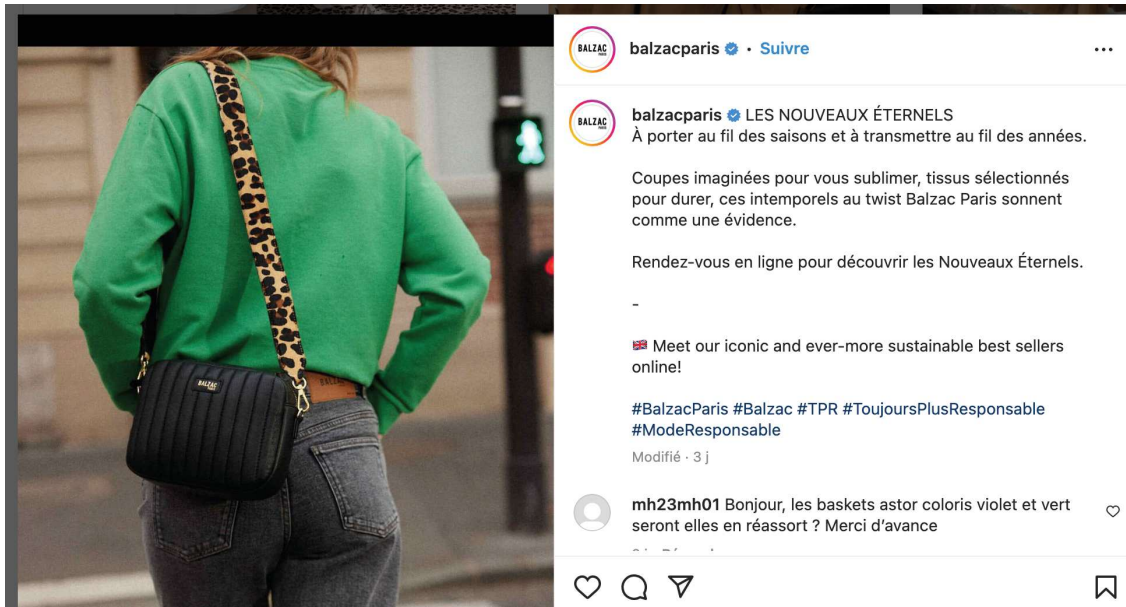 BALZAC
PARIS
balzacparis • Suivre
BALZAC
PARIS
balzacparis LES NOUVEAUX ÉTERNELS
À porter au fil des saisons et à transmettre au fil des années.
Coupes imaginées pour vous sublimer, tissus sélectionnés
pour durer, ces intemporels au twist Balzac Paris sonnent
comme une évidence.
Rendez-vous en ligne pour découvrir les Nouveaux Éternels.
-
🇬🇧 Meet our iconic and ever-more sustainable best sellers
online!
#BalzacParis #Balzac #TPR #ToujoursPlusResponsable
#ModeResponsable
Modifié · 3 j
mh23mh01 Bonjour, les baskets astor coloris violet et vert
seront elles en réassort ? Merci d’avance
BALZAC
PARIS